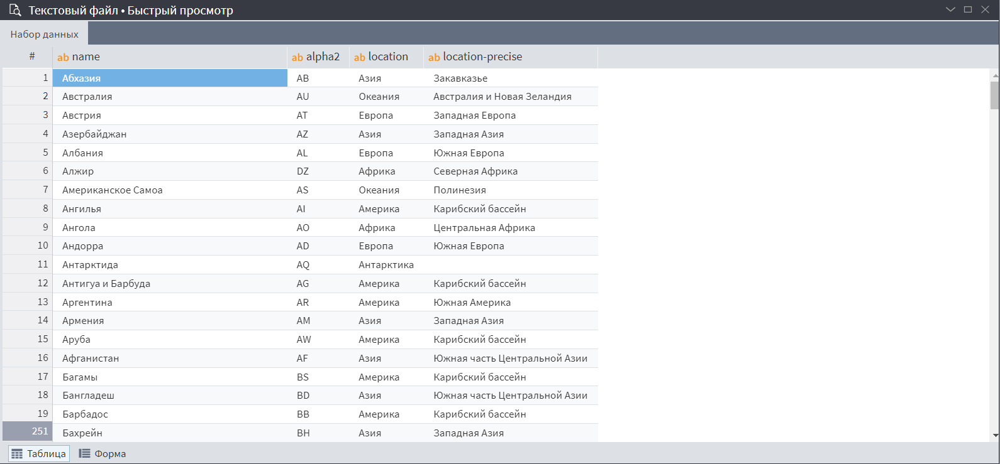 Текстовый файл • Быстрый просмотр
Набор данных
# ab name ab alpha2 ab location ab location-precise
1 Абхазия AB Азия Закавказье
2 Австралия AU Океания Австралия и Новая Зеландия
3 Австрия AT Европа Западная Европа
4 Азербайджан AZ Азия Западная Азия
5 Албания AL Европа Южная Европа
6 Алжир DZ Африка Северная Африка
7 Американское Самоа AS Океания Полинезия
8 Ангилья AI Америка Карибский бассейн
9 Ангола AO Африка Центральная Африка
10 Андорра AD Европа Южная Европа
11 Антарктида AQ Антарктика
12 Антигуа и Барбуда AG Америка Карибский бассейн
13 Аргентина AR Америка Южная Америка
14 Армения AM Азия Западная Азия
15 Аруба AW Америка Карибский бассейн
16 Афганистан AF Азия Южная часть Центральной Азии
17 Багамы BS Америка Карибский бассейн
18 Бангладеш BD Азия Южная часть Центральной Азии
19 Барбадос BB Америка Карибский бассейн
251 Бахрейн BH Азия Западная Азия
Таблица Форма